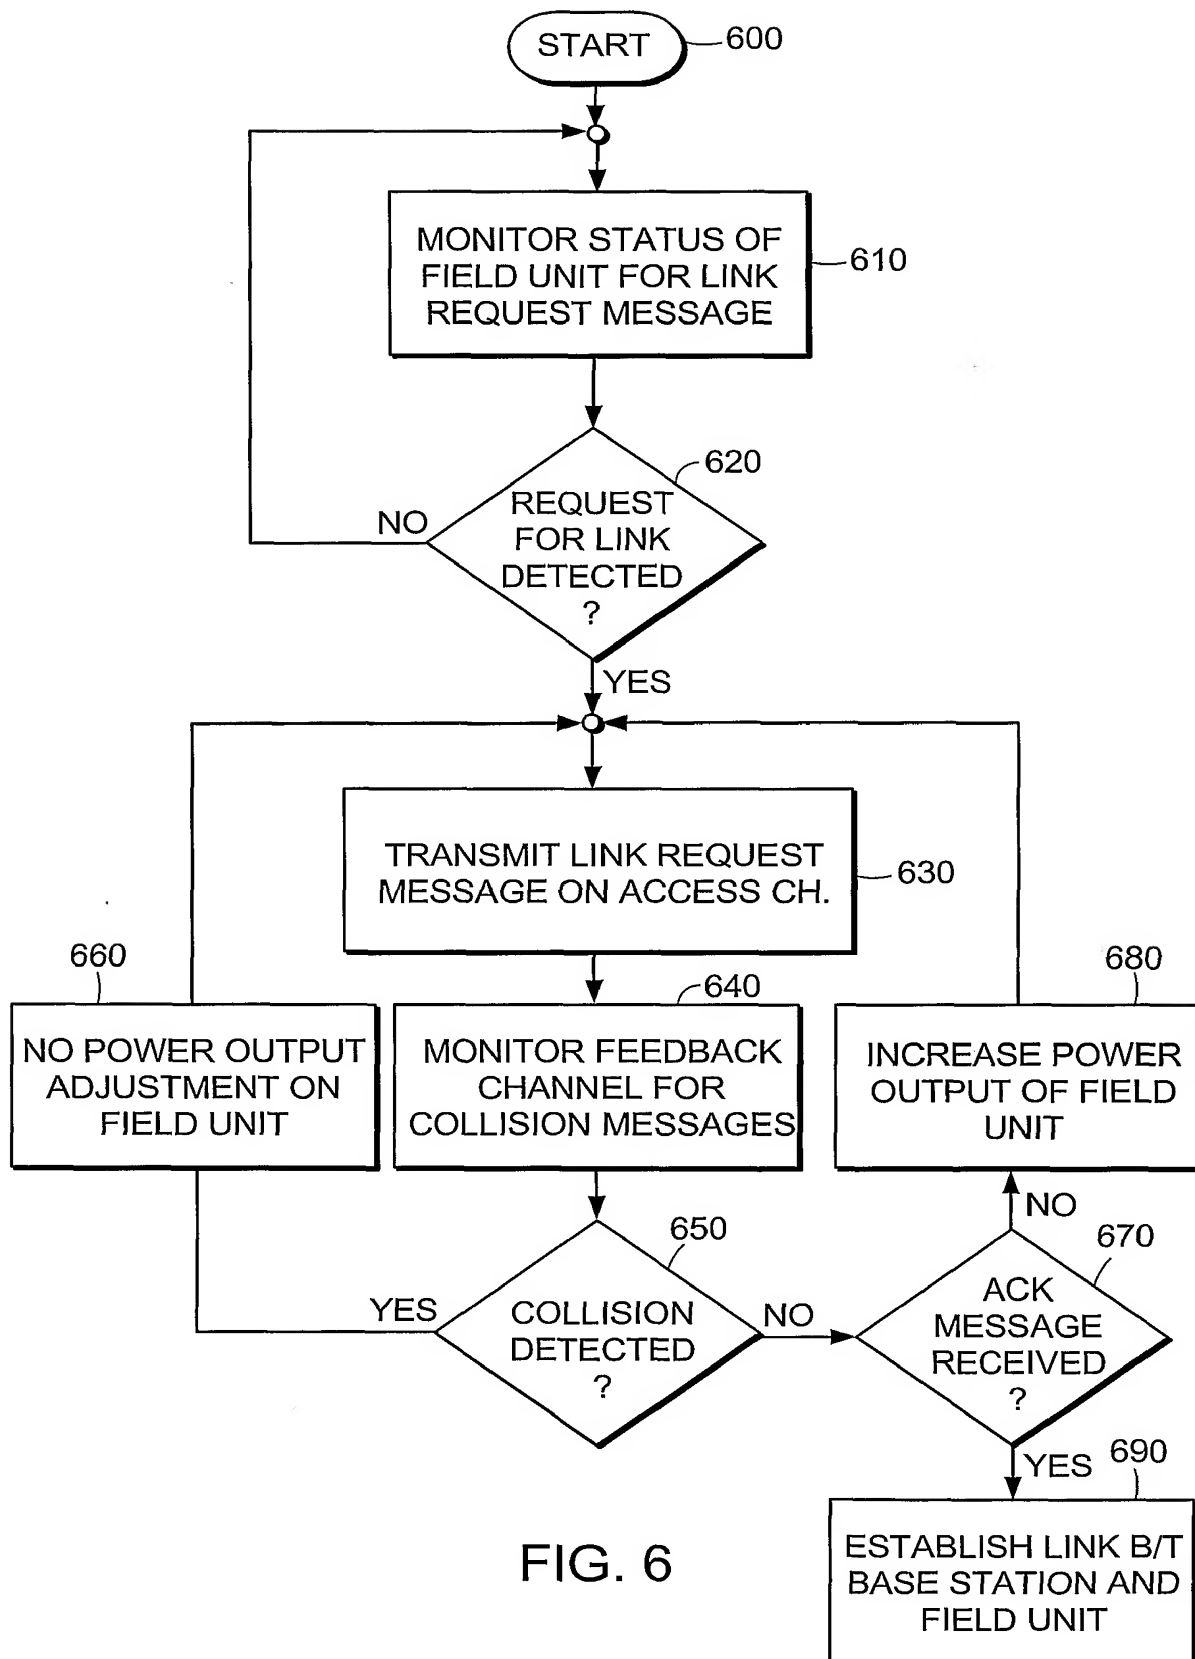 START
600
MONITOR STATUS OF
FIELD UNIT FOR LINK
REQUEST MESSAGE
610
620
REQUEST
FOR LINK
DETECTED
?
NO
YES
TRANSMIT LINK REQUEST
MESSAGE ON ACCESS CH.
630
660
NO POWER OUTPUT
ADJUSTMENT ON
FIELD UNIT
640
MONITOR FEEDBACK
CHANNEL FOR
COLLISION MESSAGES
680
INCREASE POWER
OUTPUT OF FIELD
UNIT
650
COLLISION
DETECTED
?
YES
NO
670
ACK
MESSAGE
RECEIVED
?
NO
YES
690
ESTABLISH LINK B/T
BASE STATION AND
FIELD UNIT
FIG. 6